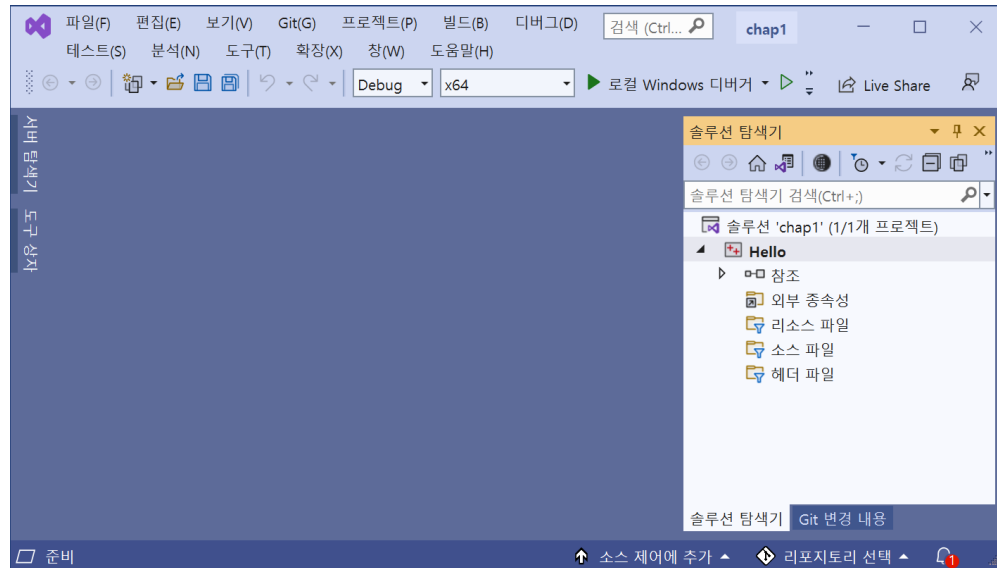 파일(F) 편집(E) 보기(V) Git(G) 프로젝트(P) 빌드(B) 디버그(D) 검색 (Ctrl... chap1
테스트(S) 분석(N) 도구(T) 확장(X) 창(W) 도움말(H)
Debug x64 로컬 Windows 디버거 Live Share
서버 탐색기
도구 상자
솔루션 탐색기
솔루션 탐색기 검색(Ctrl+;)
솔루션 'chap1' (1/1개 프로젝트)
Hello
참조
외부 종속성
리소스 파일
소스 파일
헤더 파일
솔루션 탐색기 Git 변경 내용
준비 소스 제어에 추가 리포지토리 선택 1